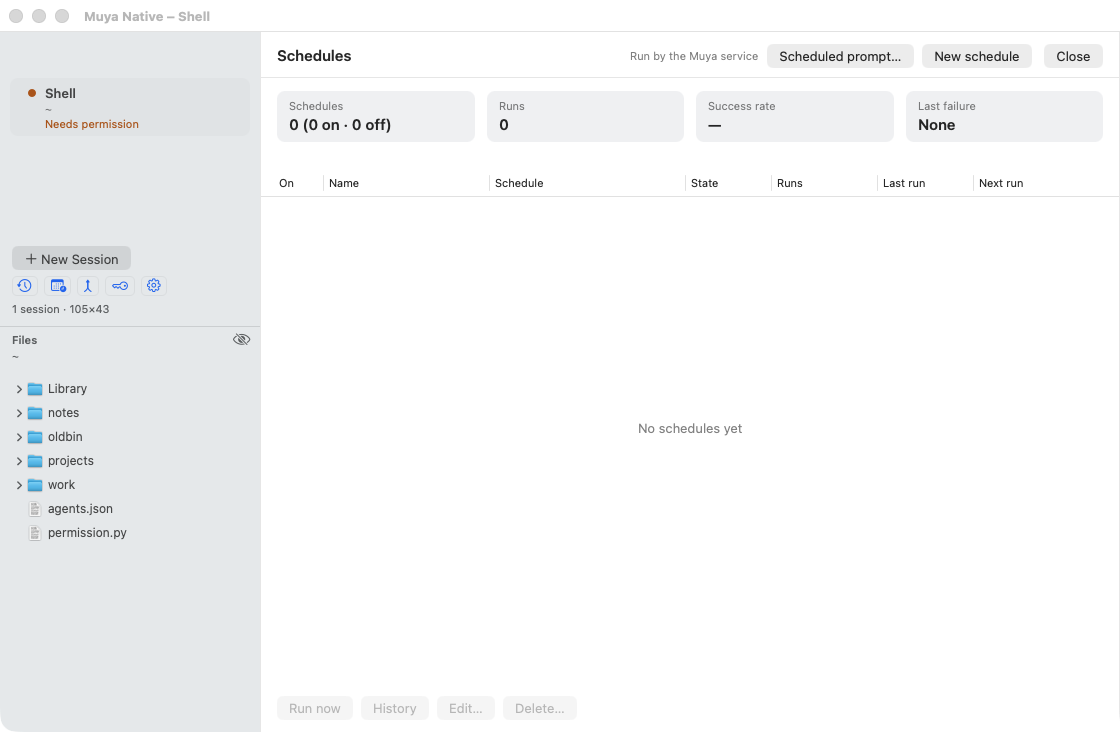 Muya Native – Shell
Schedules
Run by the Muya service
Scheduled prompt...
New schedule
Close
Shell
~
Needs permission
Schedules
0 (0 on · 0 off)
Runs
0
Success rate
—
Last failure
None
On
Name
Schedule
State
Runs
Last run
Next run
+ New Session
1 session · 105×43
Files
~
Library
notes
oldbin
projects
work
agents.json
permission.py
No schedules yet
Run now
History
Edit...
Delete...